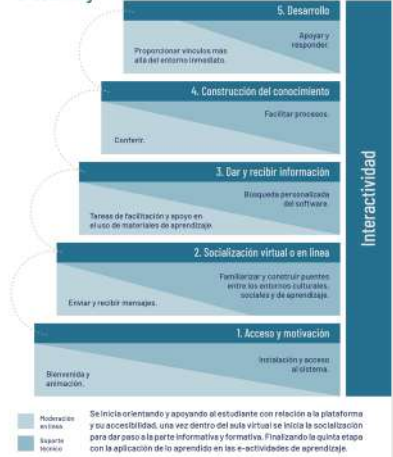 5. Desarrollo
Apoyar y
responder.
Proporcionar vínculos más
allá del entorno inmediato.
4. Construcción del conocimiento
Facilitar procesos.
Conferir.
3. Dar y recibir información
Búsqueda personalizada
del software.
Tareas de facilitación y apoyo en
el uso de materiales de aprendizaje.
2. Socialización virtual o en línea
Familiarizar y construir puentes
entre los entornos culturales,
sociales y de aprendizaje.
Enviar y recibir mensajes.
1. Acceso y motivación
Instalación y acceso
al sistema.
Bienvenida y
animación.
Interactividad
Moderación
en línea
Soporte
técnico
Se inicia orientando y apoyando al estudiante con relación a la plataforma
y su accesibilidad, una vez dentro del aula virtual se inicia la socialización
para dar paso a la parte informativa y formativa. Finalizando la quinta etapa
con la aplicación de lo aprendido en las e-actividades de aprendizaje.